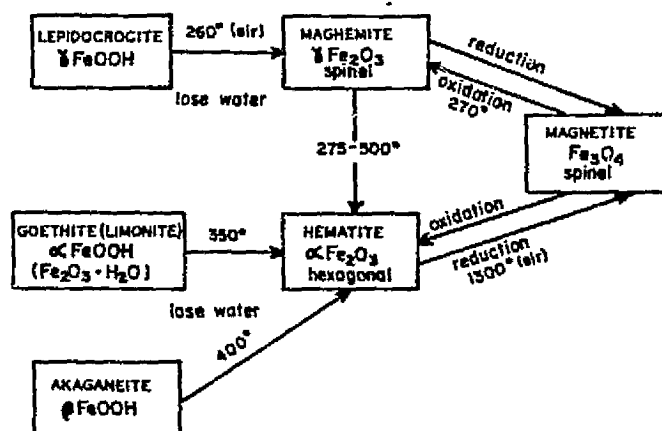 LEPIDOCROCITE
γ FeOOH
260° (air)
lose water
MAGHEMITE
γ Fe₂O₃
spinel
reduction
oxidation
270°
MAGNETITE
Fe₃O₄
spinel
275-500°
GOETHITE (LIMONITE)
∝ FeOOH
(Fe₂O₃ · H₂O)
350°
lose water
HEMATITE
∝ Fe₂O₃
hexagonal
oxidation
reduction
1300° (air)
400°
AKAGANEITE
β FeOOH